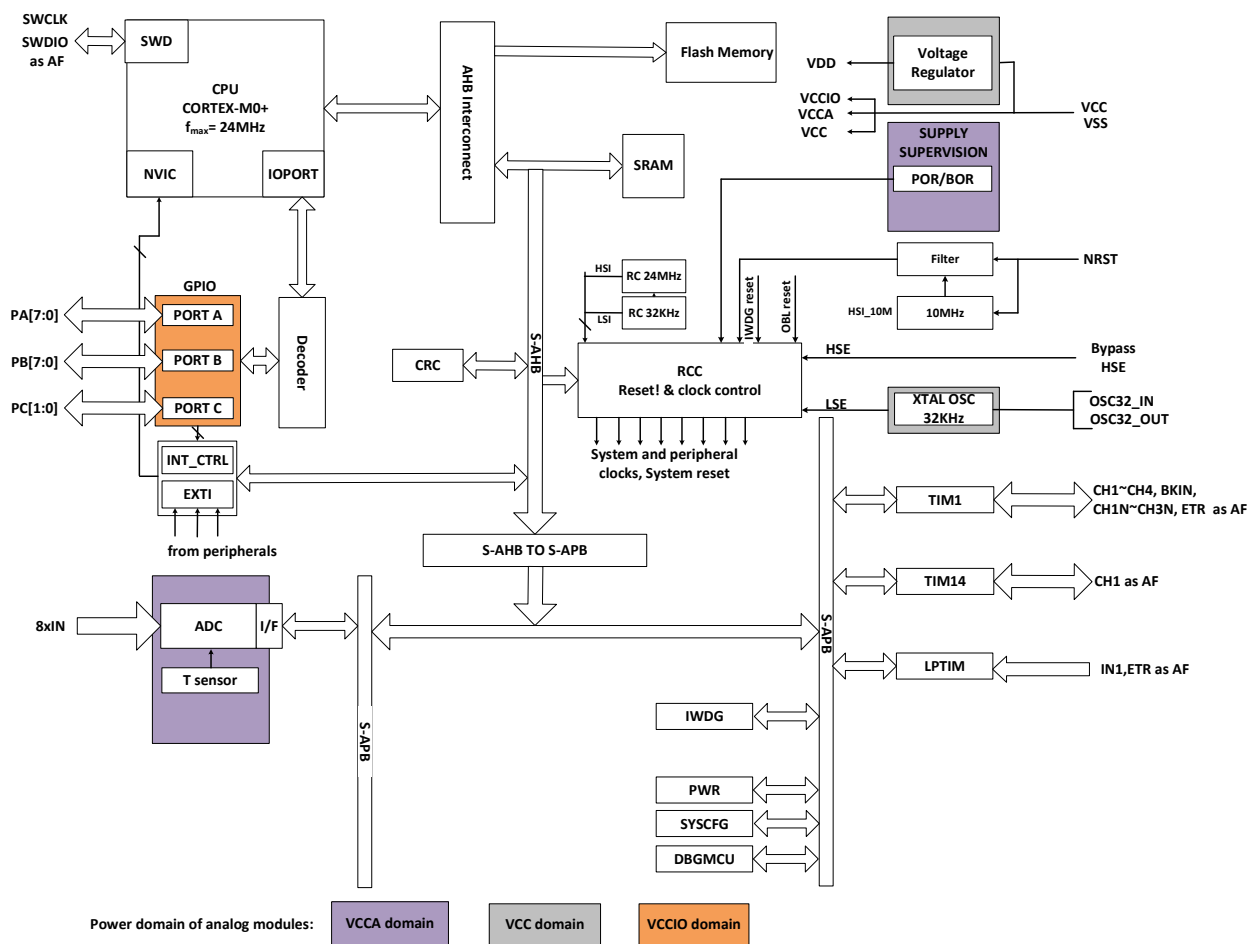 SWCLK
SWDIO
as AF
SWD
CPU
CORTEX-M0+
fmax= 24MHz
NVIC
IOPORT
AHB Interconnect
Flash Memory
SRAM
Voltage
Regulator
VDD
VCCIO
VCCA
VCC
VCC
VSS
SUPPLY
SUPERVISION
POR/BOR
Filter
NRST
HSI_10M
10MHz
HSI
RC 24MHz
LSI
RC 32KHz
IWDG reset
OBL reset
GPIO
PA[7:0]
PORT A
PB[7:0]
PORT B
PC[1:0]
PORT C
Decoder
S-AHB
CRC
RCC
Reset! & clock control
HSE
Bypass
HSE
LSE
XTAL OSC
32KHz
OSC32_IN
OSC32_OUT
System and peripheral
clocks, System reset
INT_CTRL
EXTI
from peripherals
S-AHB TO S-APB
TIM1
CH1~CH4, BKIN,
CH1N~CH3N, ETR as AF
TIM14
CH1 as AF
8xIN
ADC
I/F
T sensor
S-APB
S-APB
LPTIM
IN1,ETR as AF
IWDG
PWR
SYSCFG
DBGMCU
Power domain of analog modules:
VCCA domain
VCC domain
VCCIO domain